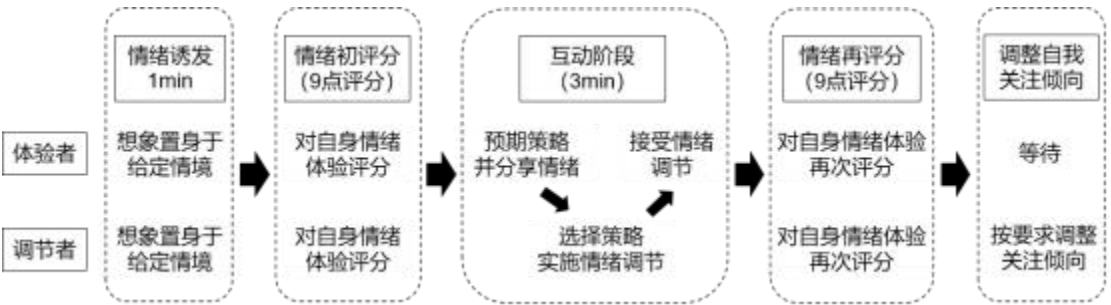 情绪诱发
1min
情绪初评分
(9点评分)
互动阶段
(3min)
情绪再评分
(9点评分)
调整自我
关注倾向
体验者
想象置身于
给定情境
对自身情绪
体验评分
预期策略
并分享情绪
接受情绪
调节
对自身情绪体验
再次评分
等待
调节者
想象置身于
给定情境
对自身情绪
体验评分
选择策略
实施情绪调节
对自身情绪体验
再次评分
按要求调整
关注倾向